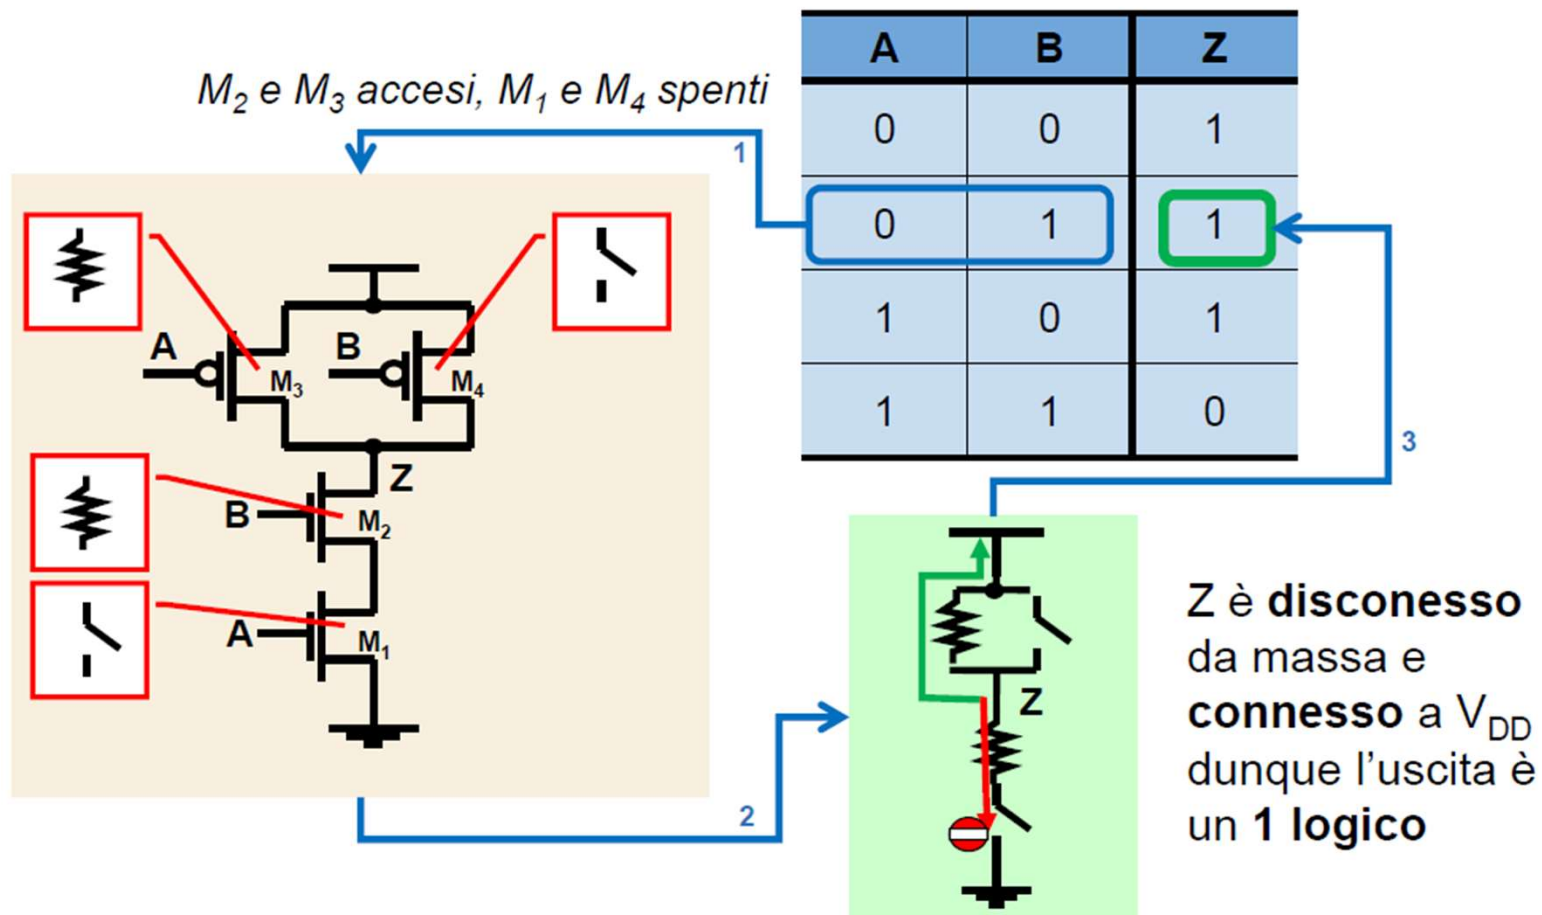 M2 e M3 accesi, M1 e M4 spenti
1
A B Z
0 0 1
0 1 1
1 0 1
1 1 0
3
A
M3
B
M4
Z
B
M2
A
M1
2
Z
Z è disconesso
da massa e
connesso a VDD
dunque l'uscita è
un 1 logico